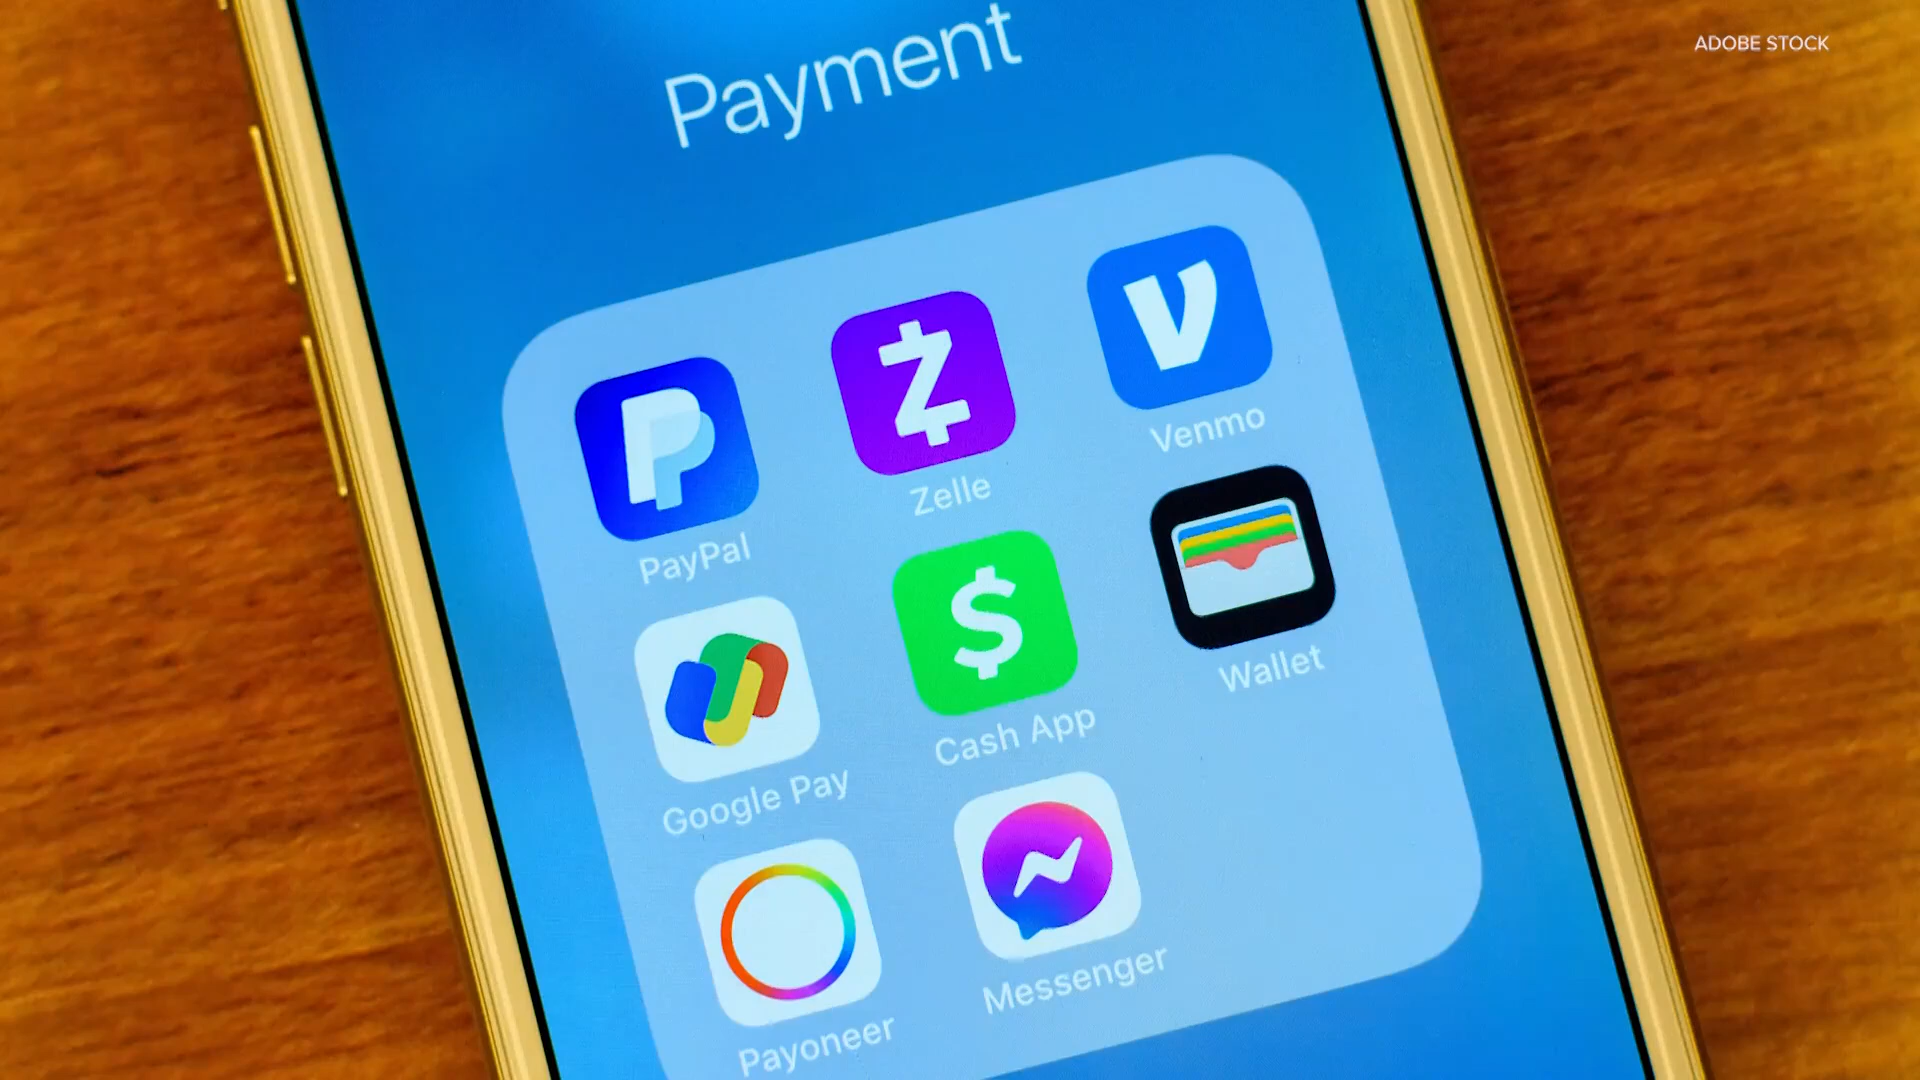 ADOBE STOCK
Payment
PayPal
Zelle
Venmo
Google Pay
Cash App
Wallet
Payoneer
Messenger